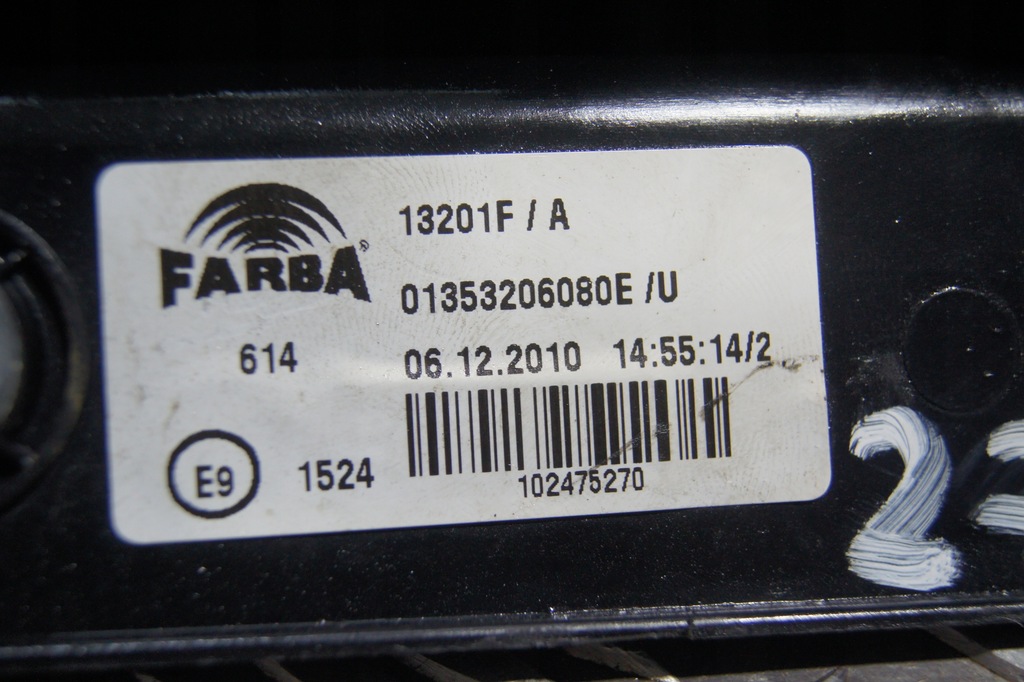 FARBA®
13201F / A
01353206080E /U
614
06.12.2010 14:55:14/2
E9
1524
102475270
2